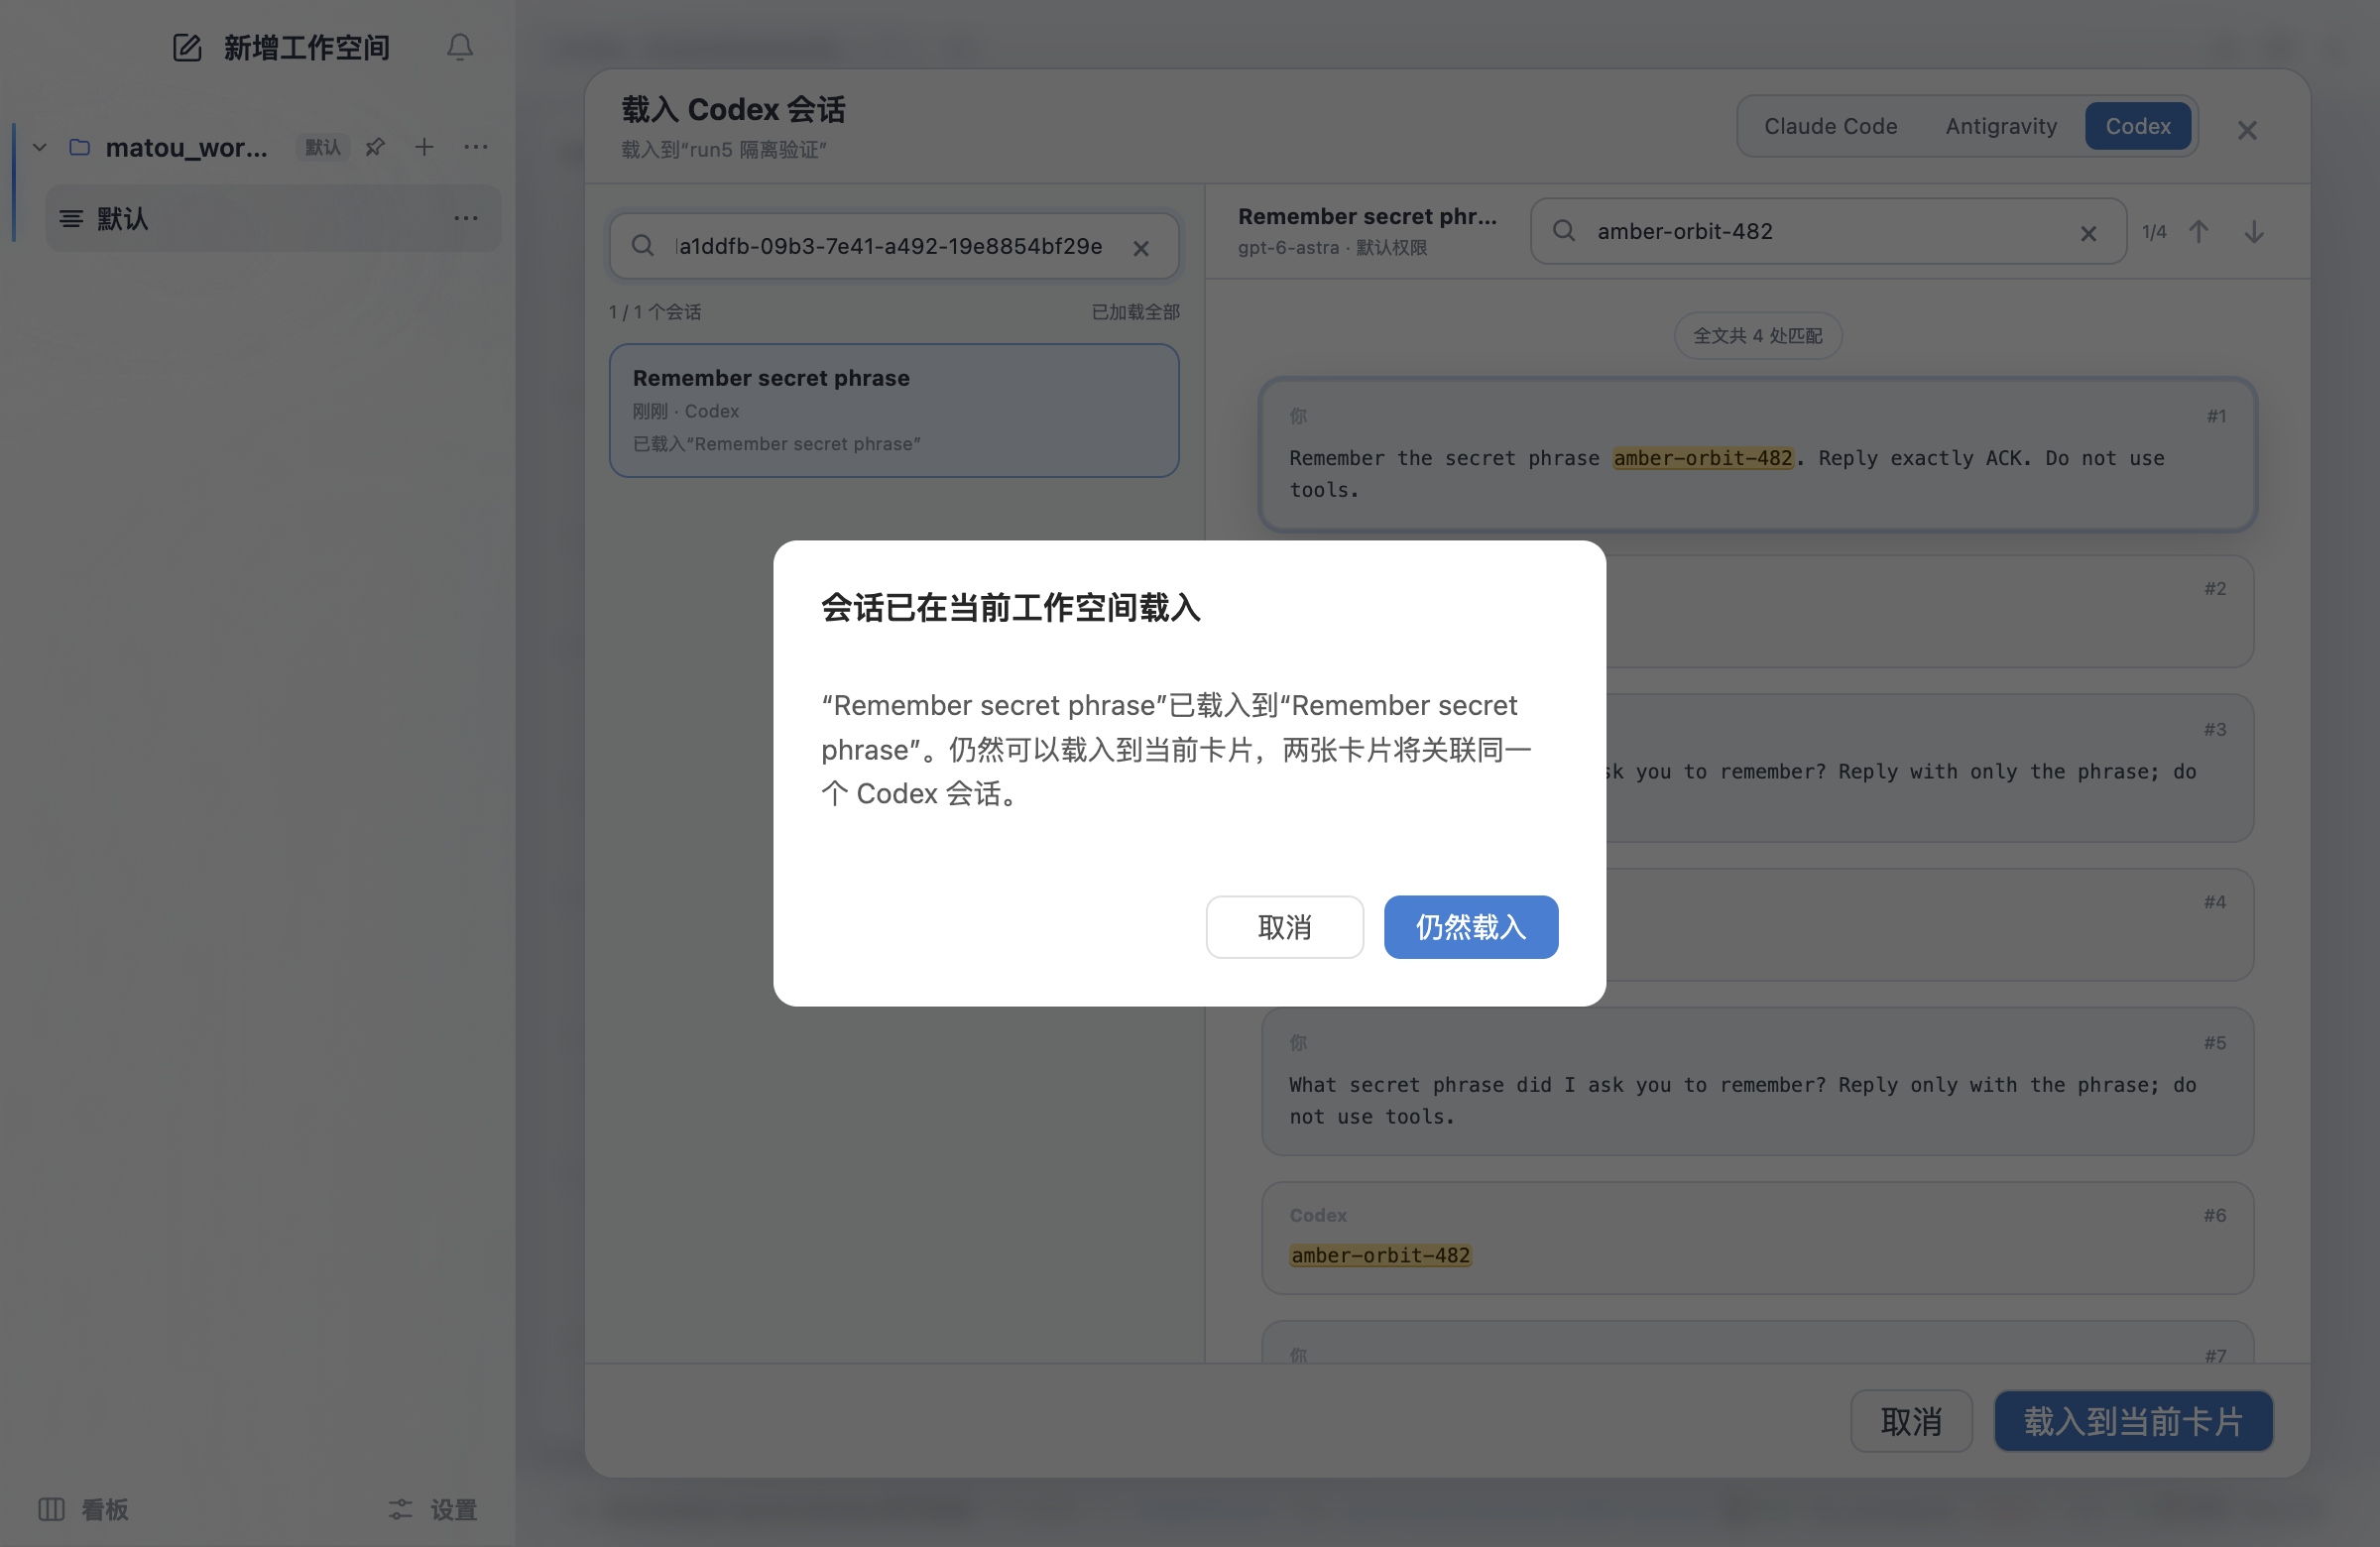 新增工作空间
matou_wor... 默认
默认
载入 Codex 会话
载入到“run5 隔离验证”
Claude Code Antigravity Codex
a1ddfb-09b3-7e41-a492-19e8854bf29e
1 / 1 个会话 已加载全部
Remember secret phrase
刚刚 · Codex
已载入“Remember secret phrase”
Remember secret phr...
gpt-6-astra · 默认权限
amber-orbit-482
1/4
全文共 4 处匹配
你 #1
Remember the secret phrase amber-orbit-482. Reply exactly ACK. Do not use
tools.
#2
#3
sk you to remember? Reply with only the phrase; do
#4
你 #5
What secret phrase did I ask you to remember? Reply only with the phrase; do
not use tools.
Codex #6
amber-orbit-482
你 #7
会话已在当前工作空间载入
“Remember secret phrase”已载入到“Remember secret
phrase”。仍然可以载入到当前卡片，两张卡片将关联同一
个 Codex 会话。
取消 仍然载入
取消 载入到当前卡片
看板 设置